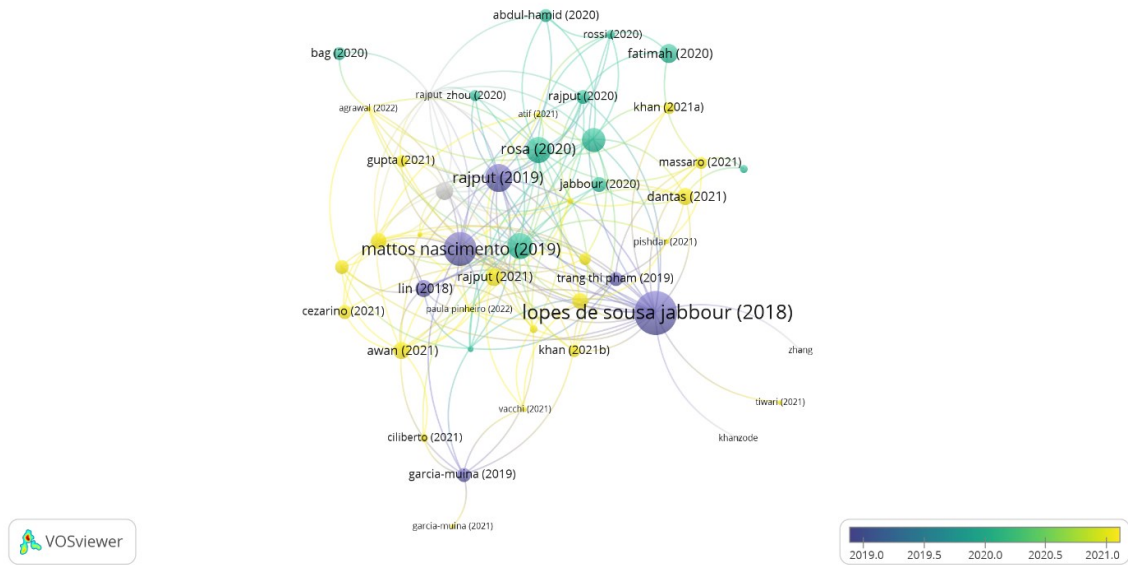 abdul-hamid (2020)
rossi (2020)
bag (2020)
fatimah (2020)
rajput
zhou (2020)
rajput (2020)
agrawal (2022)
khan (2021a)
atif (2021)
rosa (2020)
gupta (2021)
massaro (2021)
rajput (2019)
jabbour (2020)
dantas (2021)
pishdar (2021)
mattos nascimento (2019)
rajput (2021)
trang thi pham (2019)
lin (2018)
cezarino (2021)
paula pinheiro (2022)
lopes de sousa jabbour (2018)
awan (2021)
khan (2021b)
zhang
tiwari (2021)
vacchi (2021)
ciliberto (2021)
khanzode
garcia-muina (2019)
garcia-muina (2021)
VOSviewer
2019.0 2019.5 2020.0 2020.5 2021.0